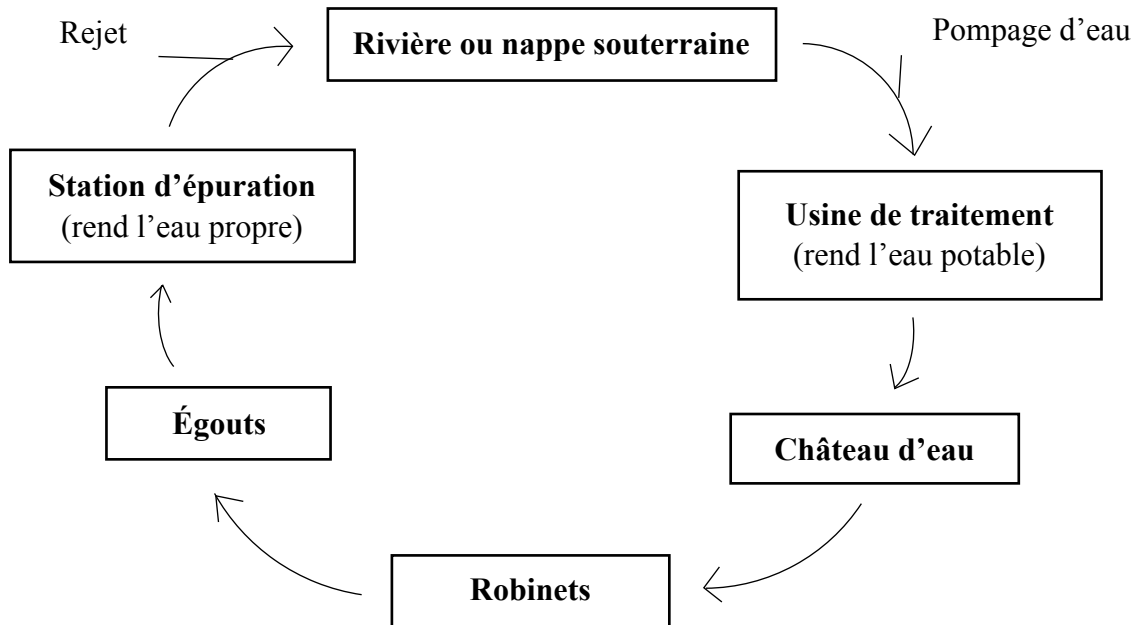 Rejet
Rivière ou nappe souterraine
Pompage d’eau
Station d’épuration
(rend l’eau propre)
Usine de traitement
(rend l’eau potable)
Égouts
Château d’eau
Robinets